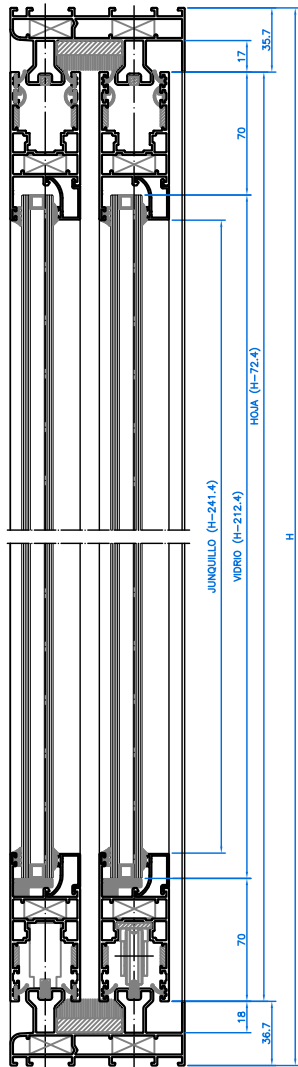 35.7
17
70
HOJA (H-72.4)
JUNQUILLO (H-241.4)
VIDRIO (H-212.4)
H
70
18
36.7